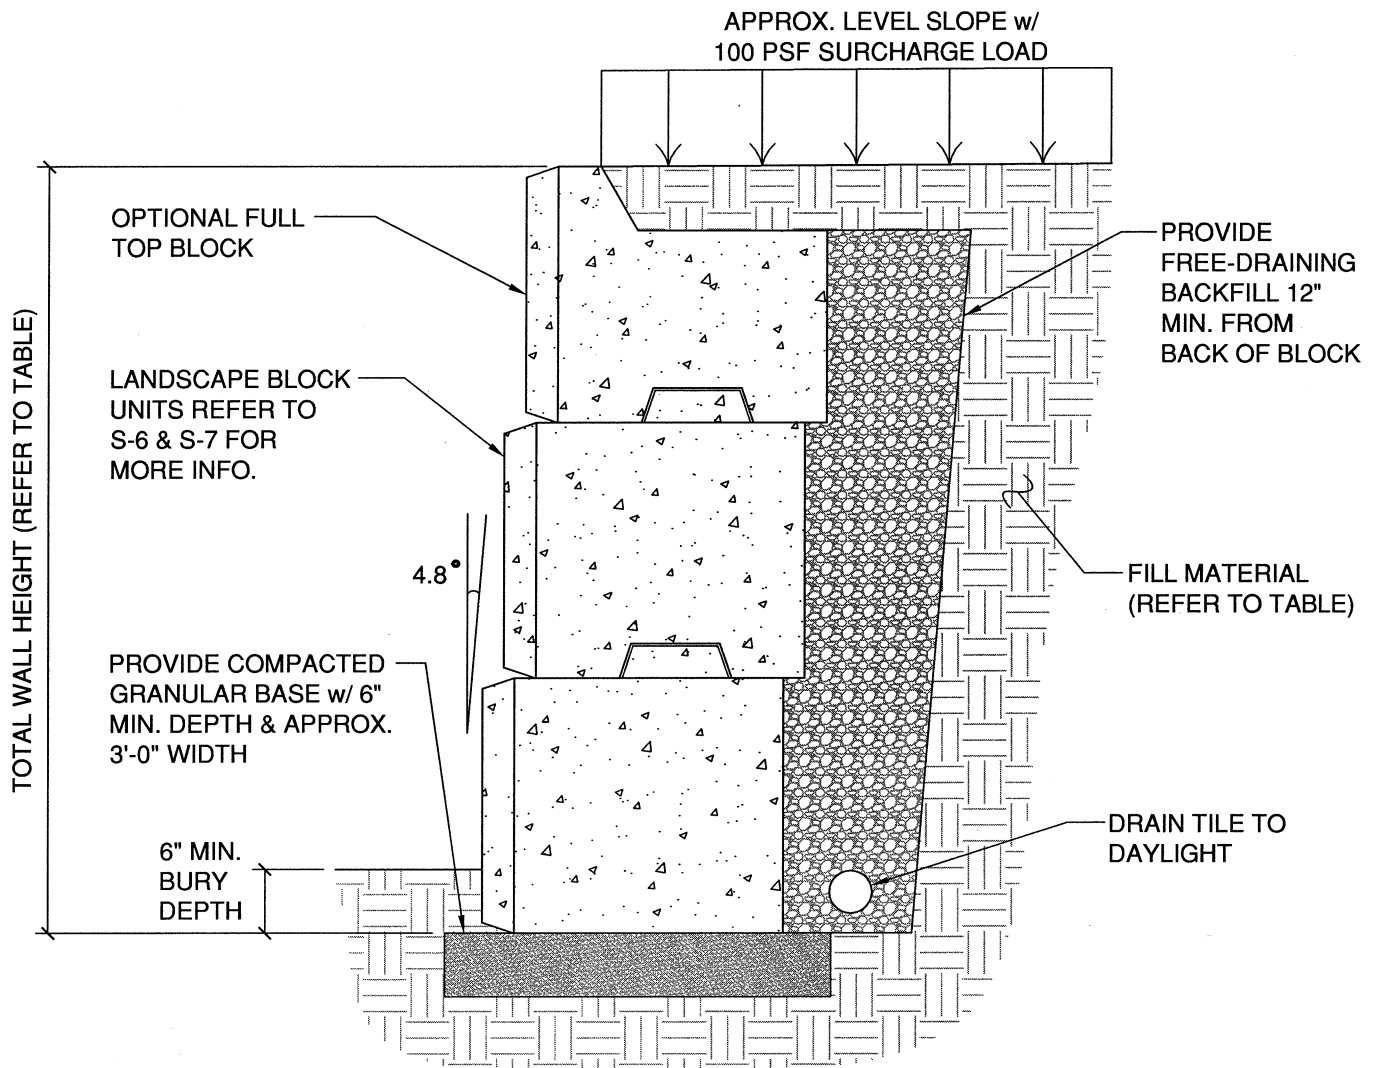 APPROX. LEVEL SLOPE w/
100 PSF SURCHARGE LOAD
OPTIONAL FULL
TOP BLOCK
PROVIDE
FREE-DRAINING
BACKFILL 12"
MIN. FROM
BACK OF BLOCK
LANDSCAPE BLOCK
UNITS REFER TO
S-6 & S-7 FOR
MORE INFO.
TOTAL WALL HEIGHT (REFER TO TABLE)
4.8°
FILL MATERIAL
(REFER TO TABLE)
PROVIDE COMPACTED
GRANULAR BASE w/ 6"
MIN. DEPTH & APPROX.
3'-0" WIDTH
DRAIN TILE TO
DAYLIGHT
6" MIN.
BURY
DEPTH